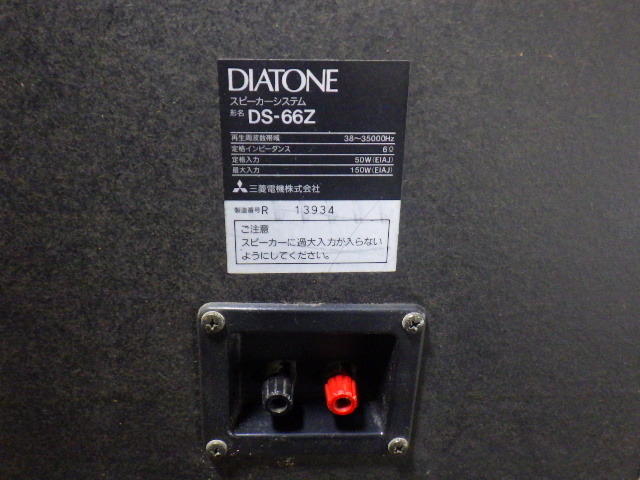 DIATONE
スピーカーシステム
形名 DS-66Z
再生周波数帯域 38〜35000Hz
定格インピーダンス 6Ω
定格入力 50W(EIAJ)
最大入力 150W(EIAJ)
三菱電機株式会社
製造番号 R 13934
ご注意
スピーカーに過大入力が入らない
ようにしてください。